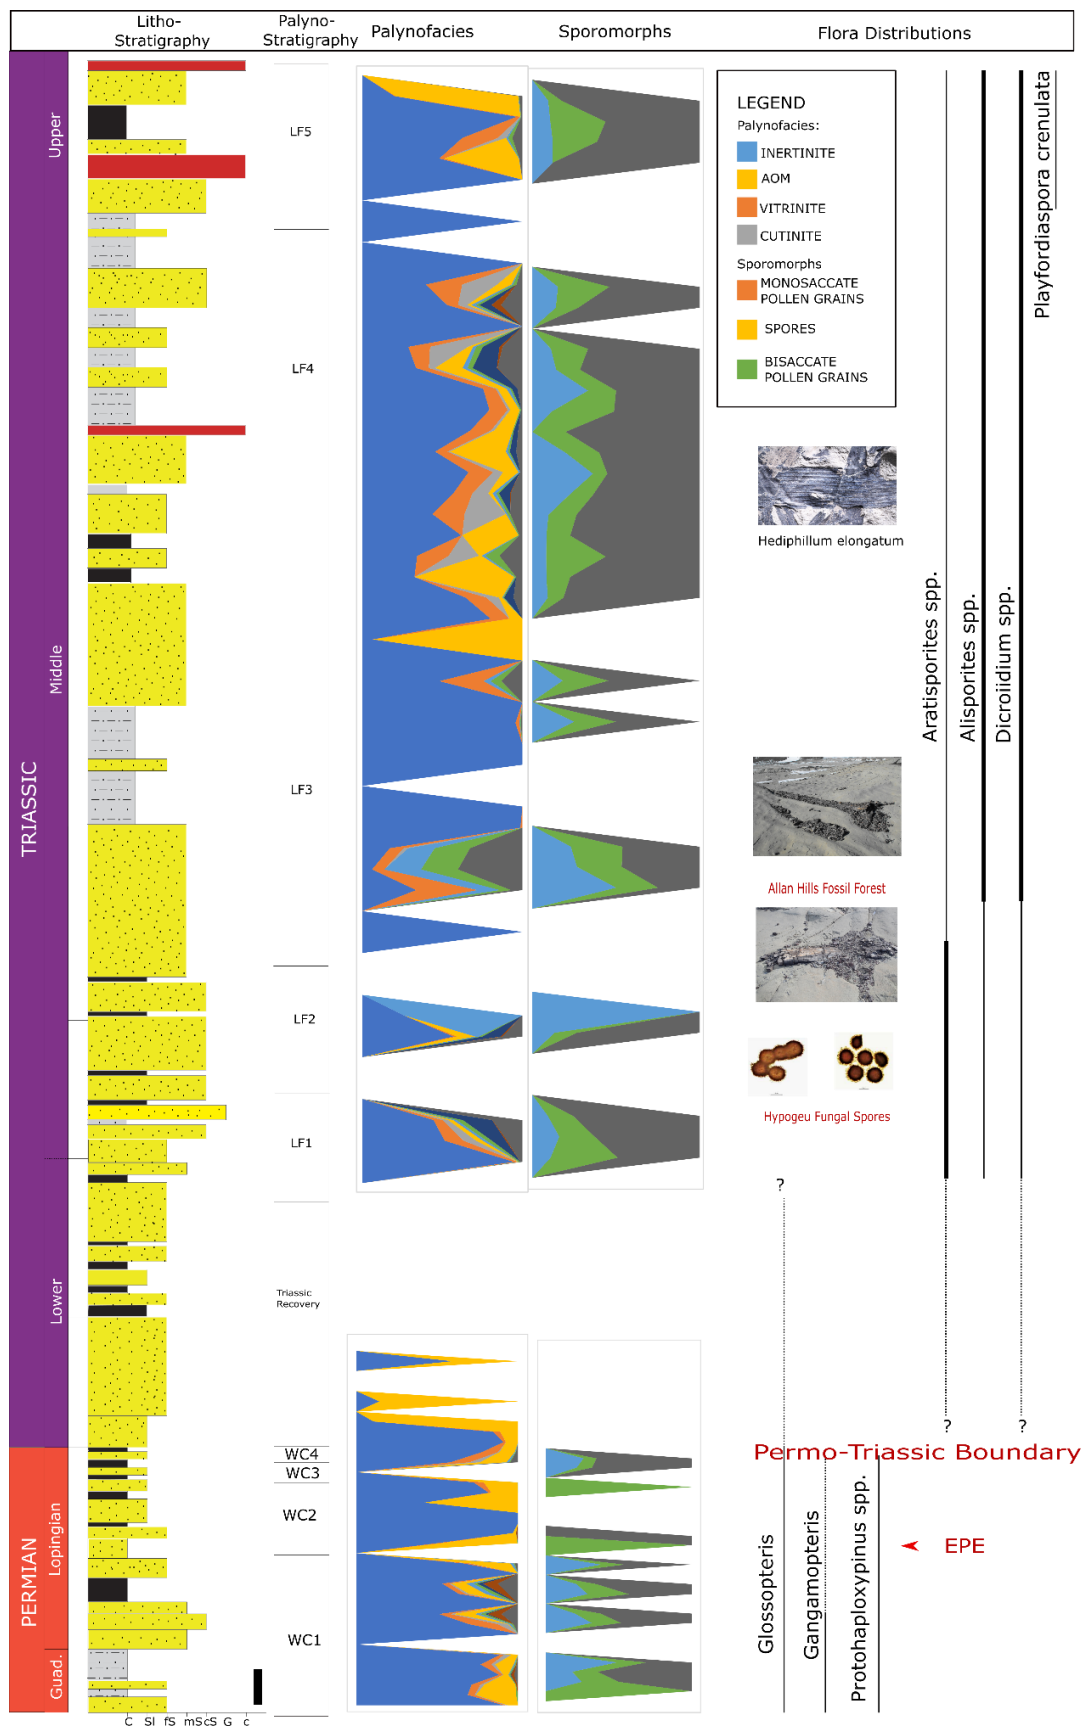 Litho-
Stratigraphy
Palyno-
Stratigraphy
Palynofacies
Sporomorphs
Flora Distributions
TRIASSIC
Upper
Middle
Lower
PERMIAN
Lopingian
Guad.
LF5
LF4
LF3
LF2
LF1
Triassic
Recovery
WC4
WC3
WC2
WC1
C SI fS mS cS G c
LEGEND
Palynofacies:
INERTINITE
AOM
VITRINITE
CUTINITE
Sporomorphs
MONOSACCATE
POLLEN GRAINS
SPORES
BISACCATE
POLLEN GRAINS
Hediphillum elongatum
Allan Hills Fossil Forest
Hypogeu Fungal Spores
Aratisporites spp.
Alisporites spp.
Dicroiidium spp.
Playfordiaspora crenulata
?
? ?
Permo-Triassic Boundary
Glossopteris
Gangamopteris
Protohaploxypinus spp.
EPE